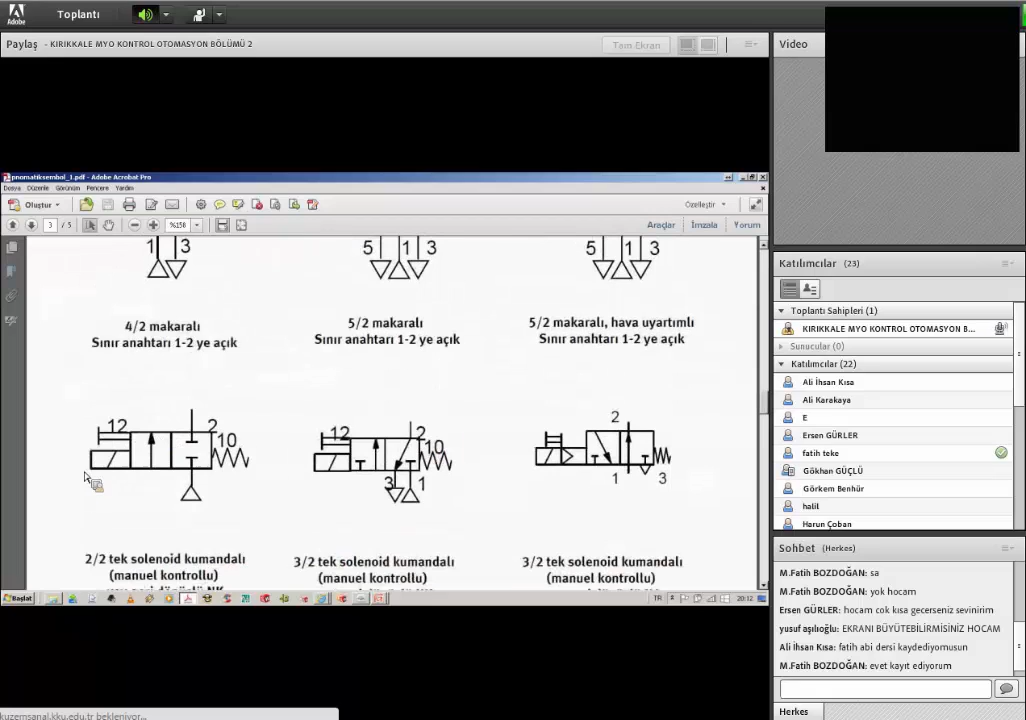 Adobe
Toplantı
Paylaş - KIRIKKALE MYO KONTROL OTOMASYON BÖLÜMÜ 2
Tam Ekran
Video
pnomatiksembol_1.pdf - Adobe Acrobat Pro
Dosya Düzenle Görünüm Pencere Yardım
Oluştur
Özelleştir
3 / 5
%150
Araçlar İmzala Yorum
1 3
5 1 3
5 1 3
4/2 makaralı
Sınır anahtarı 1-2 ye açık
5/2 makaralı
Sınır anahtarı 1-2 ye açık
5/2 makaralı, hava uyartımlı
Sınır anahtarı 1-2 ye açık
12 2 10
12 2 10
3 1
2
1 3
2/2 tek solenoid kumandalı
(manuel kontrollu)
3/2 tek solenoid kumandalı
(manuel kontrollu)
3/2 tek solenoid kumandalı
(manuel kontrollu)
Başlat
TR
20:12
Katılımcılar (23)
Toplantı Sahipleri (1)
KIRIKKALE MYO KONTROL OTOMASYON B...
Sunucular (0)
Katılımcılar (22)
Ali İhsan Kısa
Ali Karakaya
E
Ersen GÜRLER
fatih teke
Gökhan GÜÇLÜ
Görkem Benhür
halil
Harun Çoban
Sohbet (Herkes)
M.Fatih BOZDOĞAN: sa
M.Fatih BOZDOĞAN: yok hocam
Ersen GÜRLER: hocam cok kısa gecerseniz sevinirim
yusuf aşılıoğlu: EKRANI BÜYÜTEBİLİRMİSİNİZ HOCAM
Ali İhsan Kısa: fatih abi dersi kaydediyomusun
M.Fatih BOZDOĞAN: evet kayıt ediyorum
Herkes
kuzemsanal.kku.edu.tr bekleniyor...